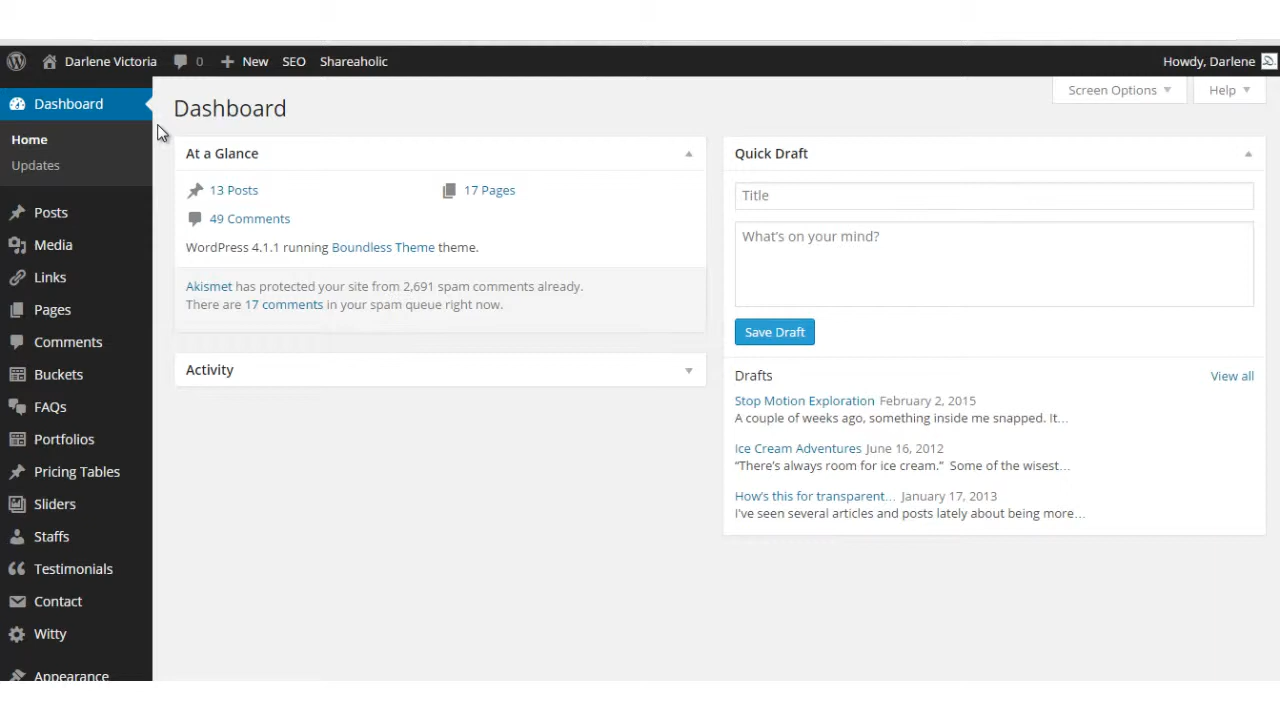 Darlene Victoria 0 New SEO Shareaholic Howdy, Darlene
Screen Options Help
Dashboard
Home
Updates
Posts
Media
Links
Pages
Comments
Buckets
FAQs
Portfolios
Pricing Tables
Sliders
Staffs
Testimonials
Contact
Witty
Appearance
Dashboard
At a Glance
13 Posts 17 Pages
49 Comments
WordPress 4.1.1 running Boundless Theme theme.
Akismet has protected your site from 2,691 spam comments already.
There are 17 comments in your spam queue right now.
Activity
Quick Draft
Title
What's on your mind?
Save Draft
Drafts View all
Stop Motion Exploration February 2, 2015
A couple of weeks ago, something inside me snapped. It…
Ice Cream Adventures June 16, 2012
“There's always room for ice cream.” Some of the wisest…
How's this for transparent… January 17, 2013
I've seen several articles and posts lately about being more…